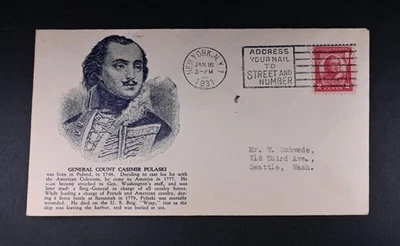 NEW YORK, N.Y. 1
JAN 16
5-PM
1931
ADDRESS
YOUR MAIL
TO
STREET AND
NUMBER
GENERAL COUNT CASIMIR PULASKI
was born in Poland, in 1748. Deciding to cast his lot with
the American Colonists, he came to America in 1777. He
soon became attached to Gen. Washington's staff, and was
later made a Brig.-General in charge of all cavalry forces.
While leading a charge of French and American cavalry, dur-
ing a fierce battle at Savannah in 1779, Pulaski was mortally
wounded. He died on the U. S. Brig. "Wasp," just as the
ship was leaving the harbor, and was buried at sea.
Mr. W. Schwede,
718 Third Ave.,
Seattle, Wash.